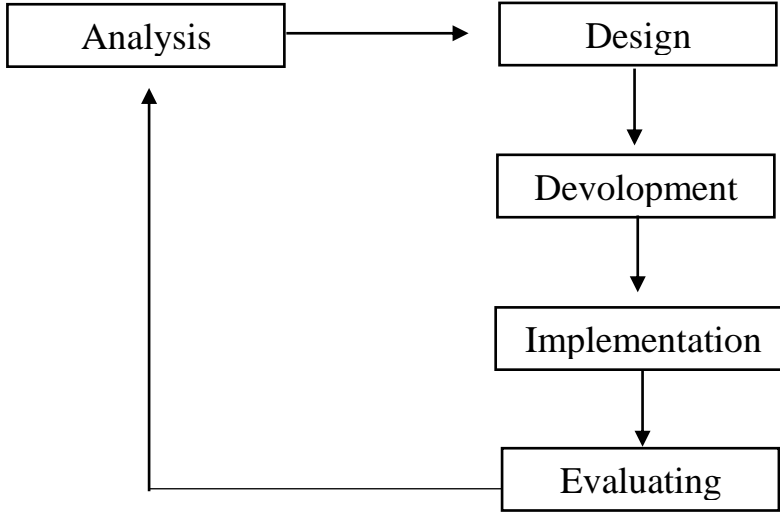 Analysis
Design
Devolopment
Implementation
Evaluating